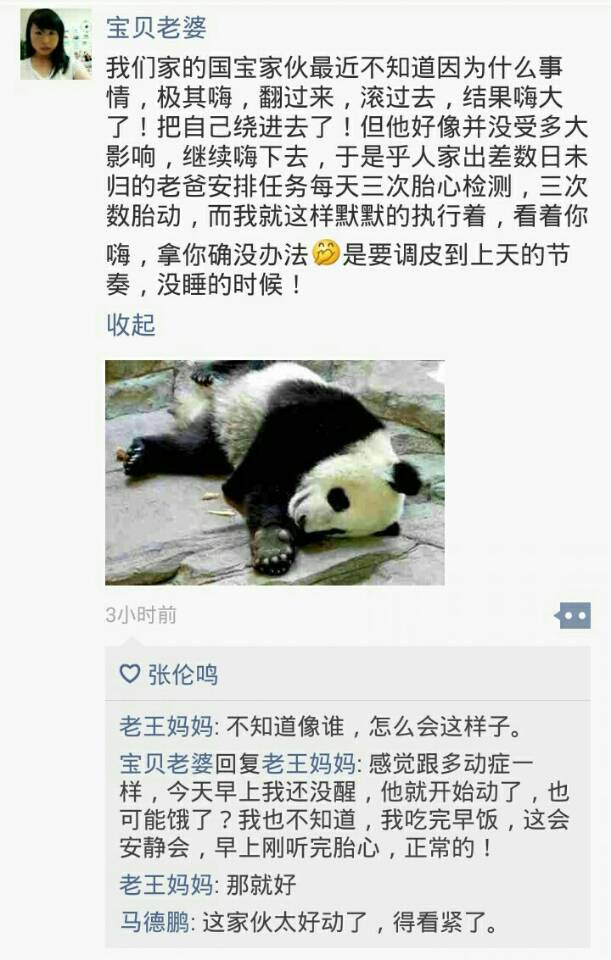 宝贝老婆
我们家的国宝家伙最近不知道因为什么事
情，极其嗨，翻过来，滚过去，结果嗨大
了！把自己绕进去了！但他好像并没受多大
影响，继续嗨下去，于是乎人家出差数日未
归的老爸安排任务每天三次胎心检测，三次
数胎动，而我就这样默默的执行着，看着你
嗨，拿你确没办法🤭是要调皮到上天的节
奏，没睡的时候！
收起
3小时前
张伦鸣
老王妈妈: 不知道像谁，怎么会这样子。
宝贝老婆回复老王妈妈: 感觉跟多动症一
样，今天早上我还没醒，他就开始动了，也
可能饿了？我也不知道，我吃完早饭，这会
安静会，早上刚听完胎心，正常的！
老王妈妈: 那就好
马德鹏: 这家伙太好动了，得看紧了。